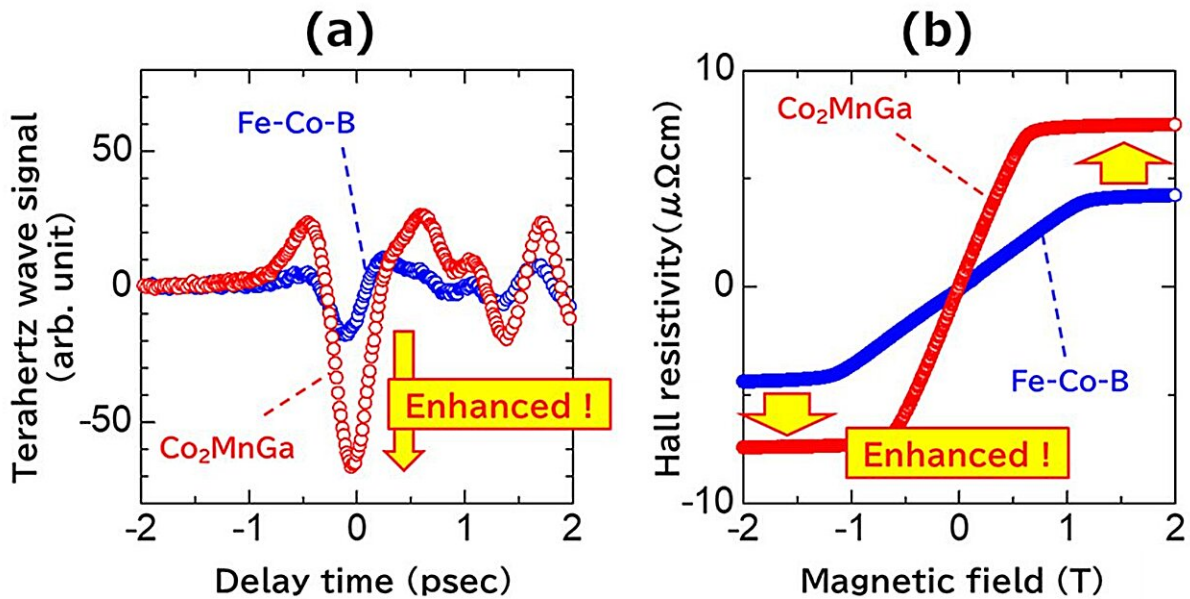 (a)
Terahertz wave signal
(arb. unit)
50
0
-50
Fe-Co-B
Co₂MnGa
Enhanced !
-2
-1
0
1
2
Delay time (psec)
(b)
Hall resistivity(μΩcm)
10
0
-10
Co₂MnGa
Fe-Co-B
Enhanced !
-2
-1
0
1
2
Magnetic field (T)